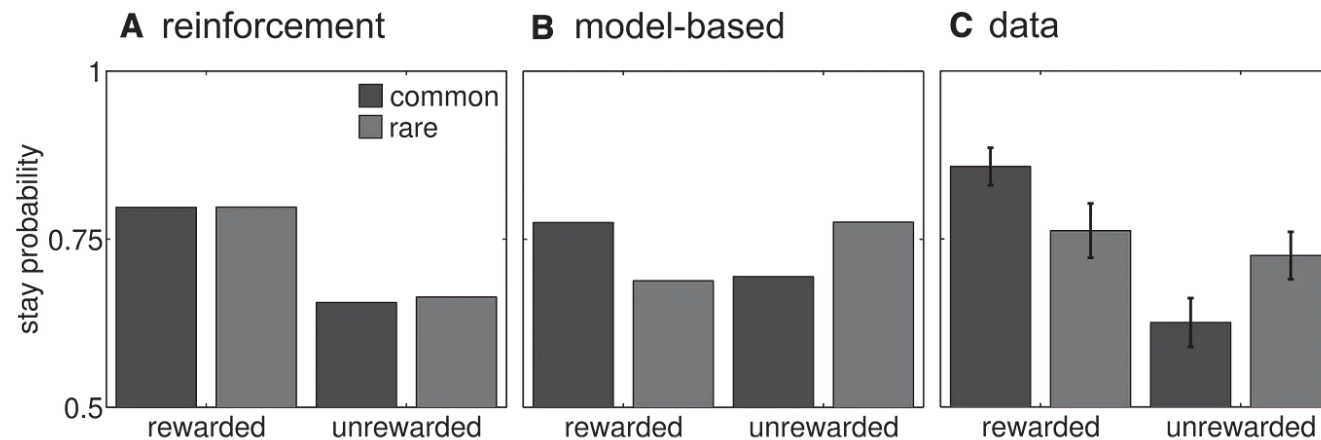 A reinforcement
B model-based
C data
1
0.75
0.5
stay probability
common
rare
rewarded unrewarded
rewarded unrewarded
rewarded unrewarded